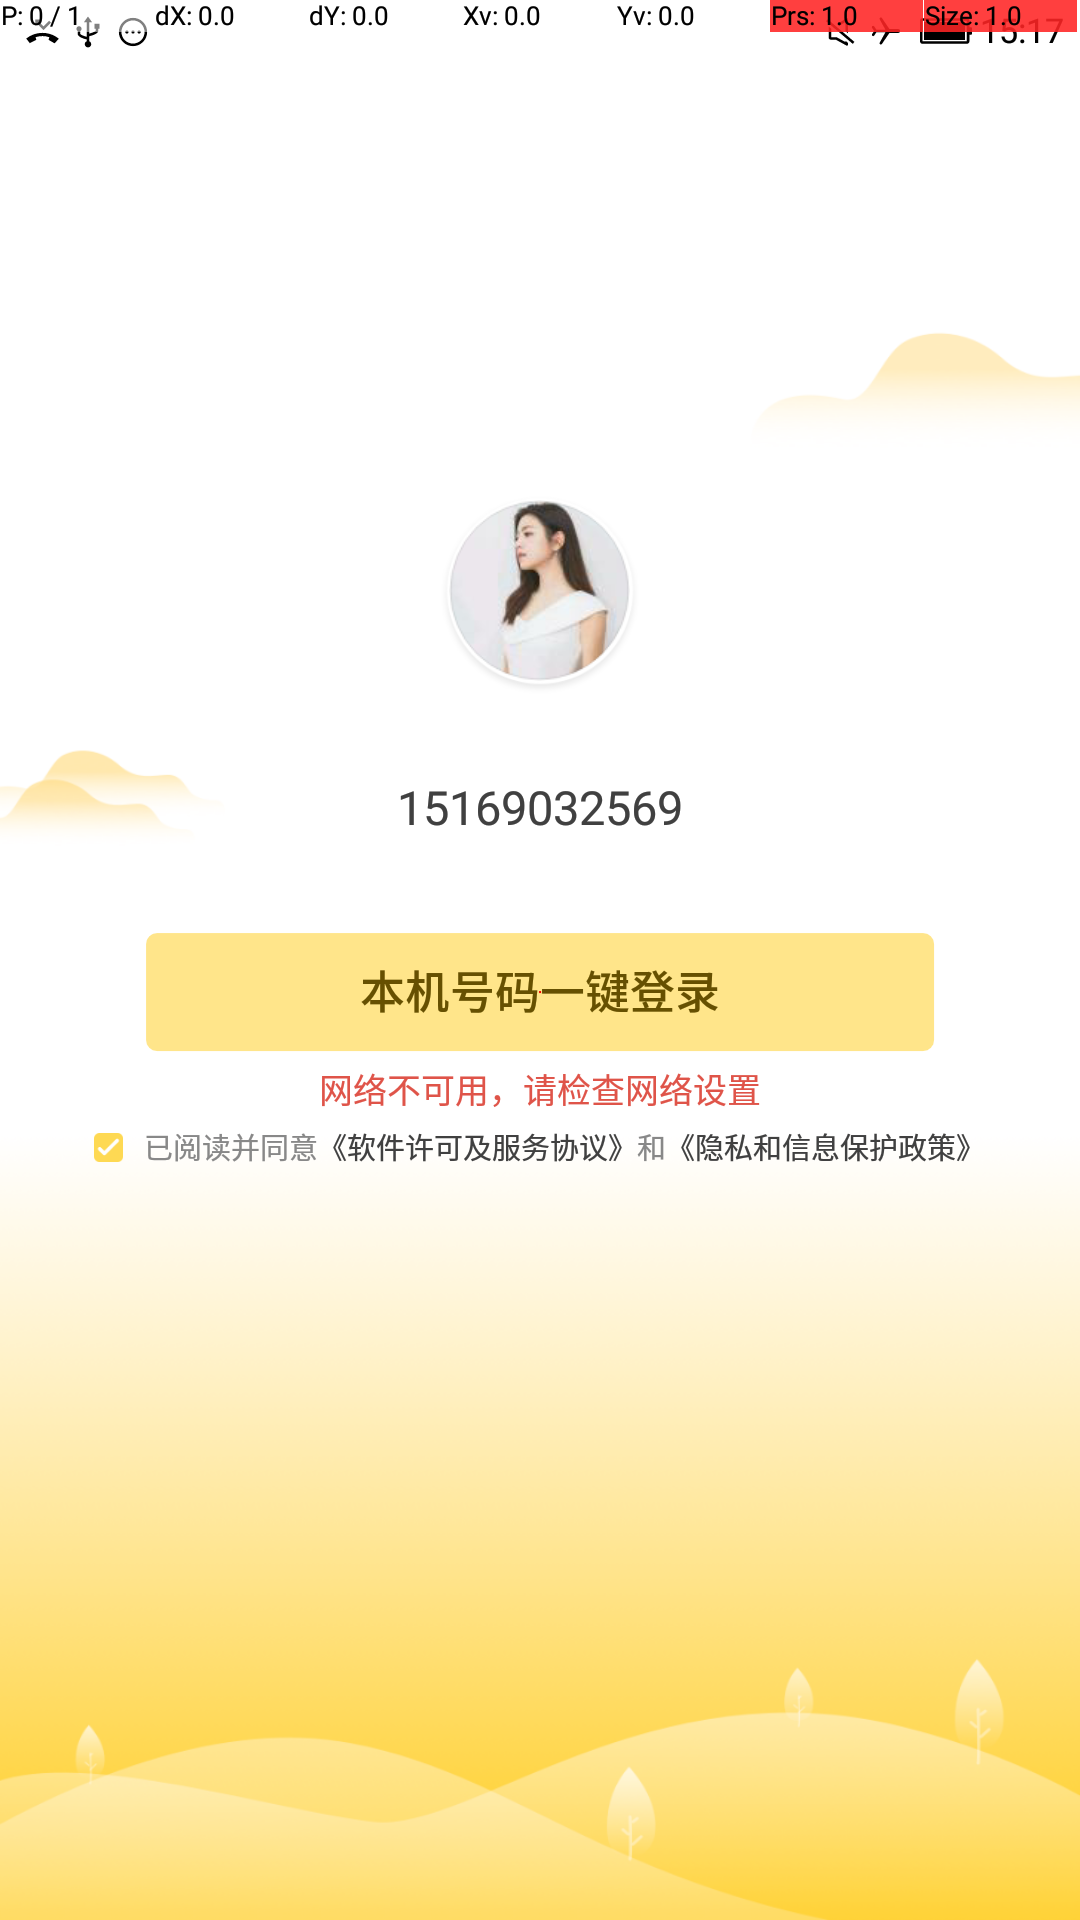 P: 0 / 1 dX: 0.0 dY: 0.0 Xv: 0.0 Yv: 0.0 Prs: 1.0 Size: 1.0
15:17
15169032569
本机号码一键登录
网络不可用，请检查网络设置
已阅读并同意《软件许可及服务协议》和《隐私和信息保护政策》